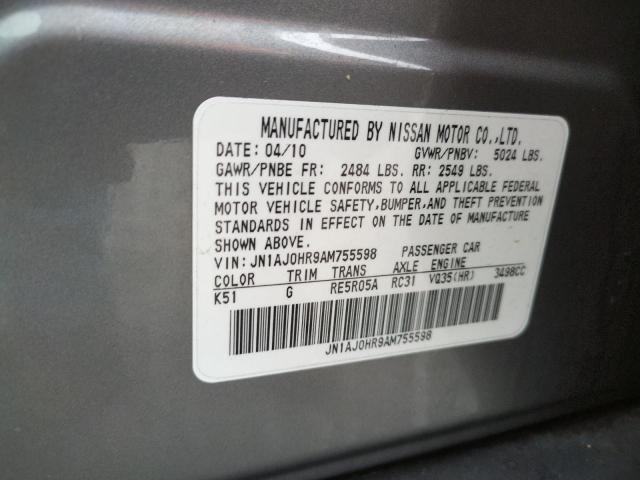 MANUFACTURED BY NISSAN MOTOR CO.,LTD.
DATE: 04/10 GVWR/PNBV: 5024 LBS.
GAWR/PNBE FR: 2484 LBS. RR: 2549 LBS.
THIS VEHICLE CONFORMS TO ALL APPLICABLE FEDERAL
MOTOR VEHICLE SAFETY,BUMPER,AND THEFT PREVENTION
STANDARDS IN EFFECT ON THE DATE OF MANUFACTURE
SHOWN ABOVE.
VIN:JN1AJ0HR9AM755598 PASSENGER CAR
COLOR TRIM TRANS AXLE ENGINE
K51 G RE5R05A RC31 VQ35(HR) 3498CC
JN1AJ0HR9AM755598